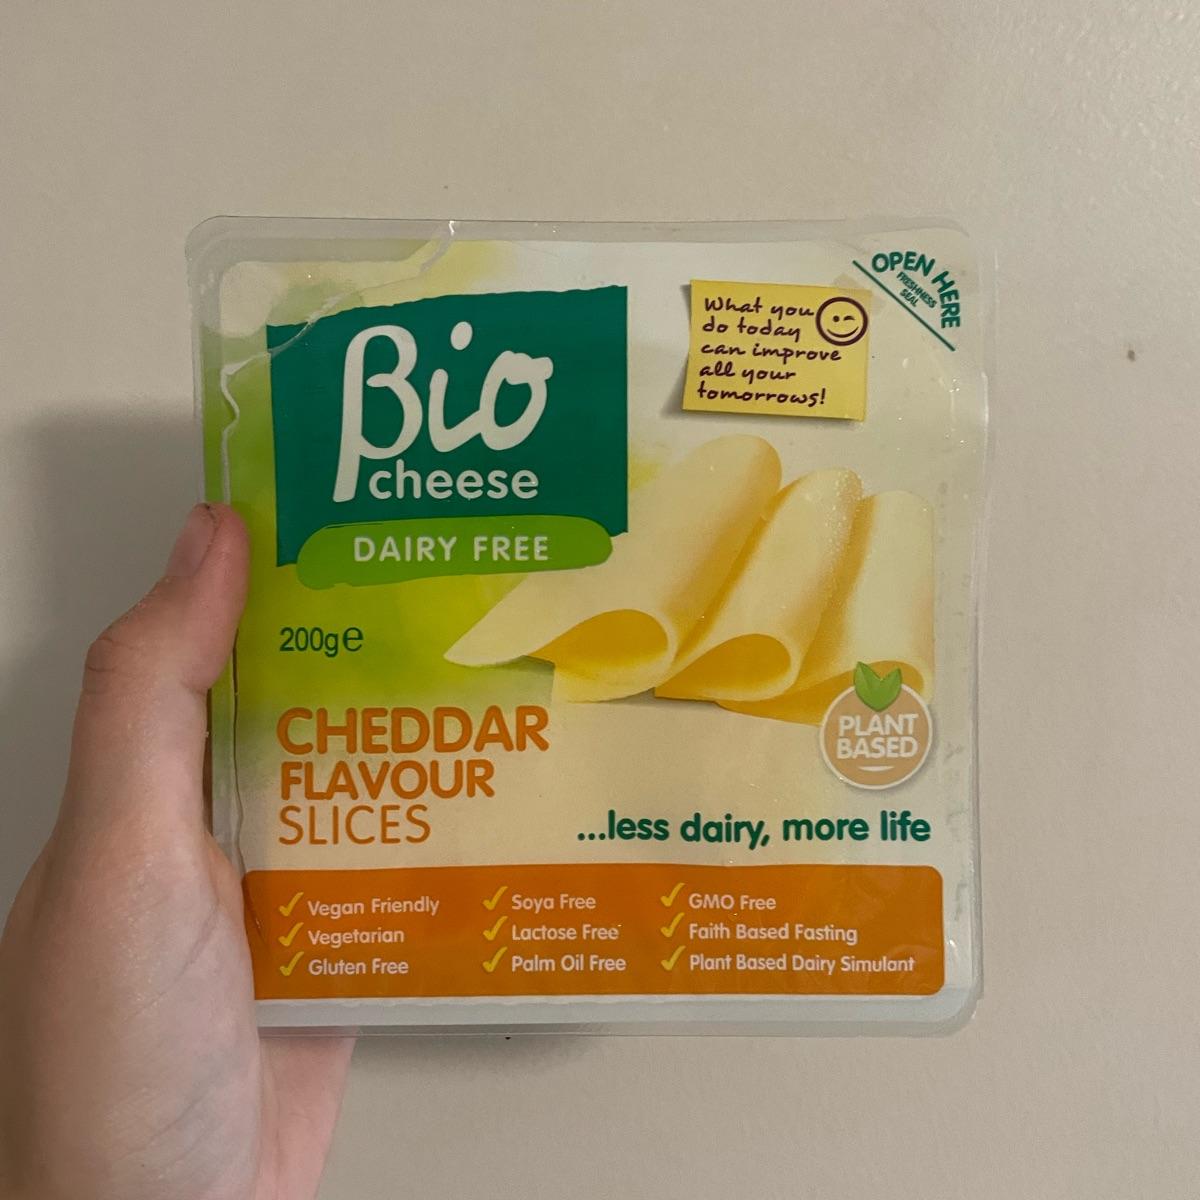 OPEN HERE
FRESHNESS
SEAL
What you
do today
can improve
all your
tomorrows!
Bio
cheese
DAIRY FREE
200g℮
CHEDDAR
FLAVOUR
SLICES
PLANT
BASED
...less dairy, more life
✓ Vegan Friendly
✓ Vegetarian
✓ Gluten Free
✓ Soya Free
✓ Lactose Free
✓ Palm Oil Free
✓ GMO Free
✓ Faith Based Fasting
✓ Plant Based Dairy Simulant